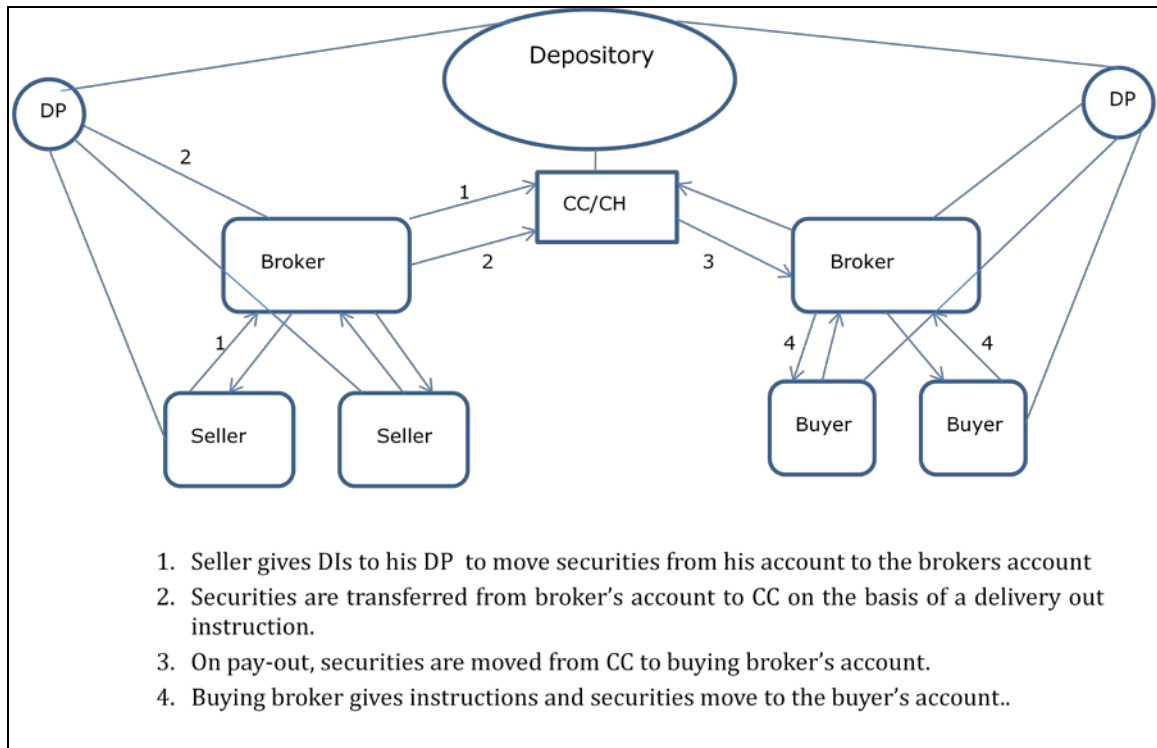 Depository
DP
DP
2
1
CC/CH
2
3
Broker
Broker
1
4
4
Seller
Seller
Buyer
Buyer
1. Seller gives DIs to his DP to move securities from his account to the brokers account
2. Securities are transferred from broker’s account to CC on the basis of a delivery out
instruction.
3. On pay-out, securities are moved from CC to buying broker’s account.
4. Buying broker gives instructions and securities move to the buyer’s account..